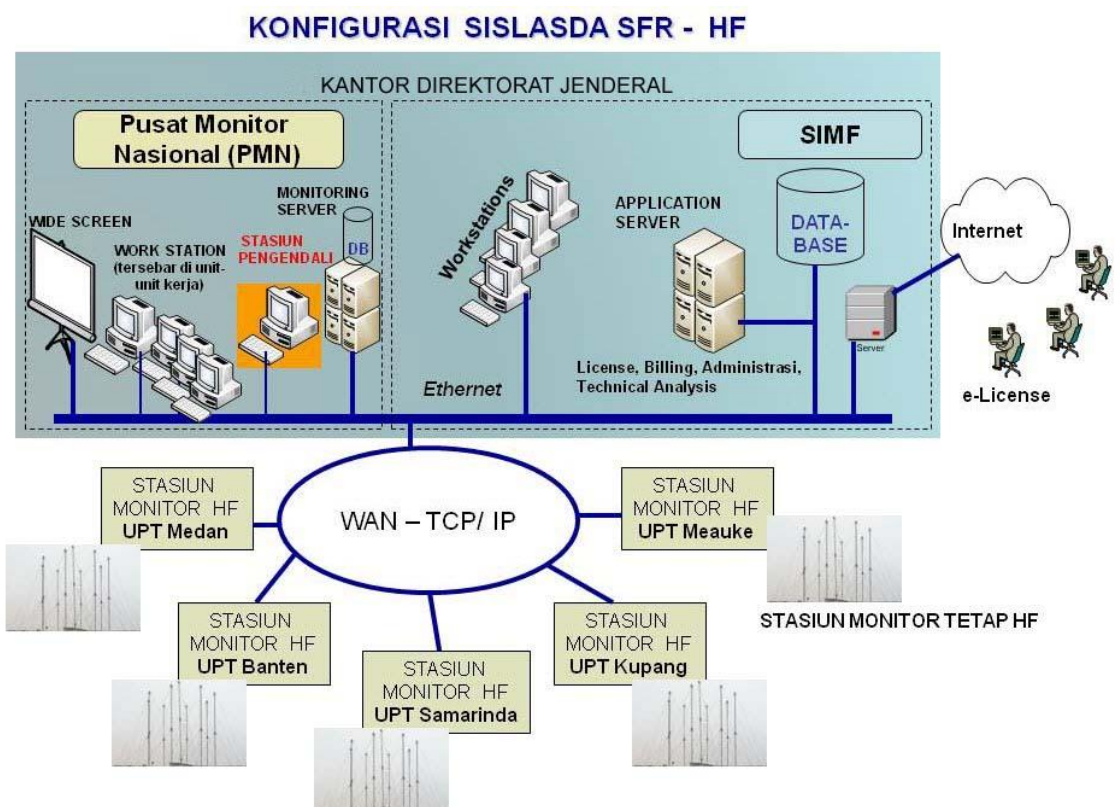 KONFIGURASI SISLASDA SFR - HF
KANTOR DIREKTORAT JENDERAL
Pusat Monitor
Nasional (PMN)
SIMF
WIDE SCREEN
WORK STATION
(tersebar di unit-
unit kerja)
STASIUN
PENGENDALI
MONITORING
SERVER
DB
Workstations
APPLICATION
SERVER
DATA-
BASE
Server
License, Billing, Administrasi,
Technical Analysis
Ethernet
Internet
e-License
WAN – TCP/ IP
STASIUN
MONITOR HF
UPT Medan
STASIUN
MONITOR HF
UPT Meauke
STASIUN
MONITOR HF
UPT Banten
STASIUN
MONITOR HF
UPT Samarinda
STASIUN
MONITOR HF
UPT Kupang
STASIUN MONITOR TETAP HF